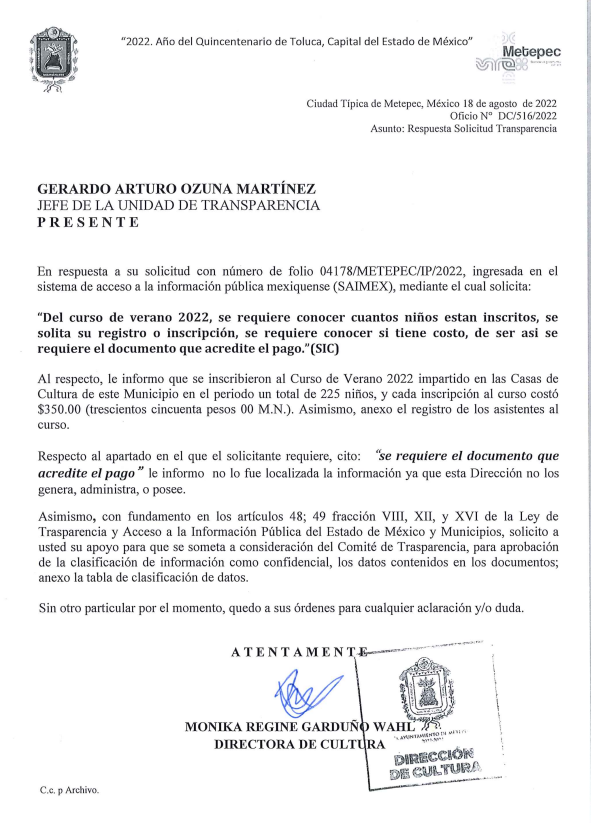 “2022. Año del Quincentenario de Toluca, Capital del Estado de México”
Metepec
Ciudad Típica de Metepec, México 18 de agosto de 2022
Oficio N° DC/516/2022
Asunto: Respuesta Solicitud Transparencia
GERARDO ARTURO OZUNA MARTÍNEZ
JEFE DE LA UNIDAD DE TRANSPARENCIA
P R E S E N T E
En respuesta a su solicitud con número de folio 04178/METEPEC/IP/2022, ingresada en el
sistema de acceso a la información pública mexiquense (SAIMEX), mediante el cual solicita:
“Del curso de verano 2022, se requiere conocer cuantos niños estan inscritos, se
solita su registro o inscripción, se requiere conocer si tiene costo, de ser asi se
requiere el documento que acredite el pago.”(SIC)
Al respecto, le informo que se inscribieron al Curso de Verano 2022 impartido en las Casas de
Cultura de este Municipio en el periodo un total de 225 niños, y cada inscripción al curso costó
$350.00 (trescientos cincuenta pesos 00 M.N.). Asimismo, anexo el registro de los asistentes al
curso.
Respecto al apartado en el que el solicitante requiere, cito: “se requiere el documento que
acredite el pago” le informo no lo fue localizada la información ya que esta Dirección no los
genera, administra, o posee.
Asimismo, con fundamento en los artículos 48; 49 fracción VIII, XII, y XVI de la Ley de
Trasparencia y Acceso a la Información Pública del Estado de México y Municipios, solicito a
usted su apoyo para que se someta a consideración del Comité de Trasparencia, para aprobación
de la clasificación de información como confidencial, los datos contenidos en los documentos;
anexo la tabla de clasificación de datos.
Sin otro particular por el momento, quedo a sus órdenes para cualquier aclaración y/o duda.
A T E N T A M E N T E
MONIKA REGINE GARDUÑO WAHL
DIRECTORA DE CULTURA
AYUNTAMIENTO DE
DIRECCIÓN
DE CULTURA
C.c. p Archivo.